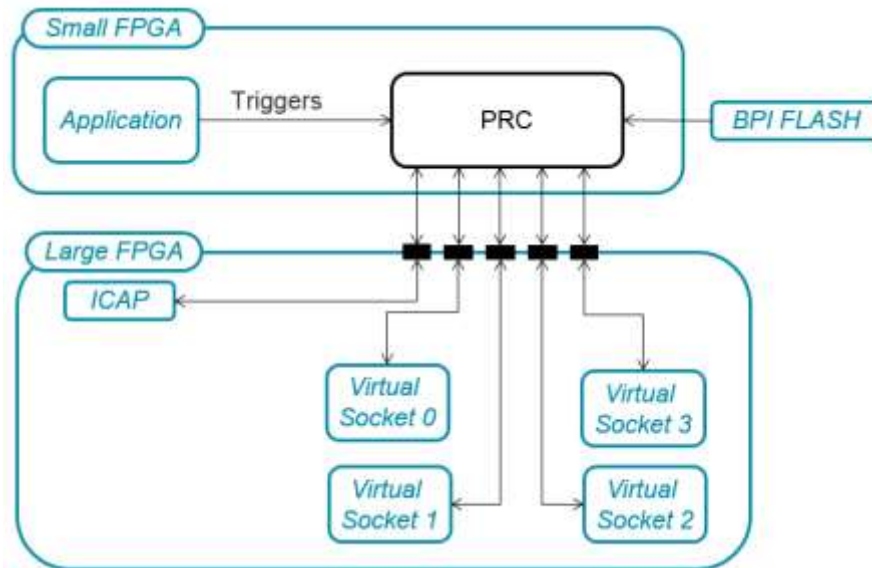 Small FPGA
Application
Triggers
PRC
BPI FLASH
Large FPGA
ICAP
Virtual
Socket 0
Virtual
Socket 3
Virtual
Socket 1
Virtual
Socket 2